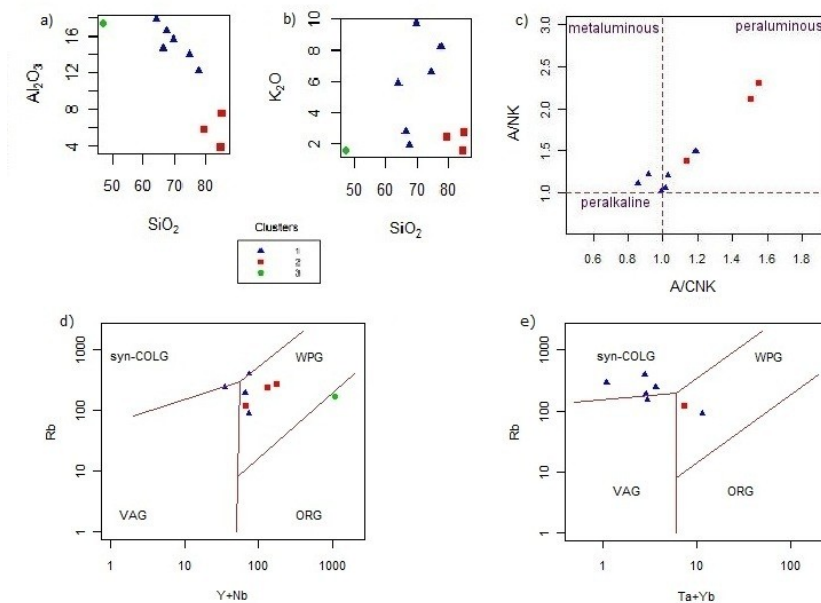 a)
16
12
8
4
Al2O3
50 60 70 80
SiO2
b)
10
8
6
4
2
K2O
50 60 70 80
SiO2
c)
metaluminous
peraluminous
peralkaline
3.0
2.5
2.0
1.5
1.0
A/NK
0.6 0.8 1.0 1.2 1.4 1.6 1.8
A/CNK
Clusters
1
2
3
d)
syn-COLG
WPG
VAG
ORG
1000
100
10
1
Rb
1 10 100 1000
Y+Nb
e)
syn-COLG
WPG
VAG
ORG
1000
100
10
1
Rb
1 10 100
Ta+Yb